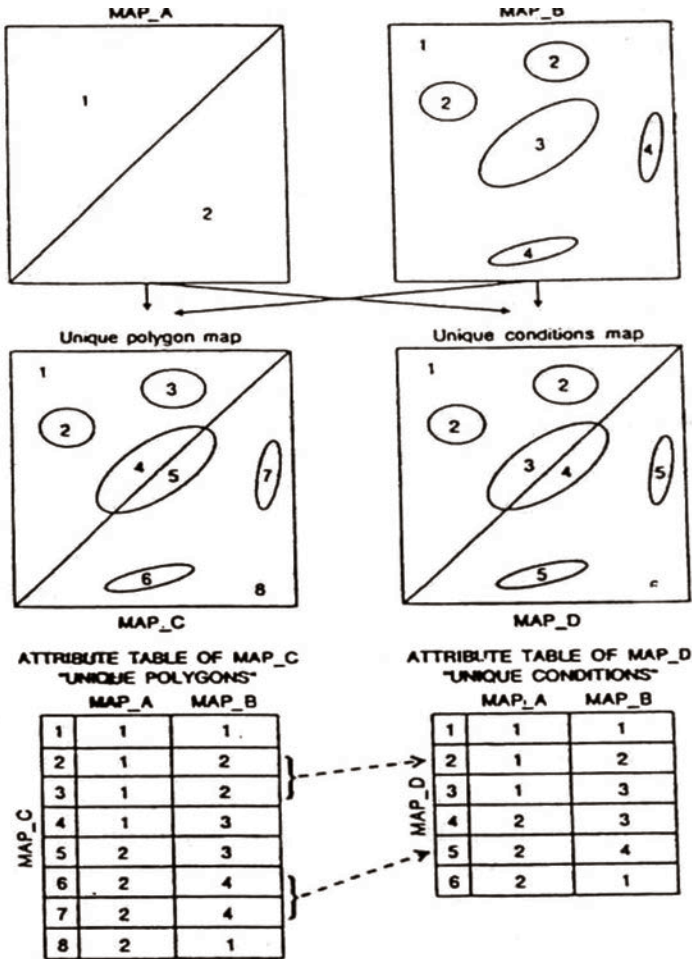 MAP_A
MAP_B
1
2
1
2
2
3
4
4
Unique polygon map
Unique conditions map
1
3
2
4
5
7
6
8
1
2
2
3
4
5
5
MAP_C
MAP_D
ATTRIBUTE TABLE OF MAP_C
"UNIQUE POLYGONS"
MAP_A MAP_B
MAP_C
1 1 1
2 1 2
3 1 2
4 1 3
5 2 3
6 2 4
7 2 4
8 2 1
ATTRIBUTE TABLE OF MAP_D
"UNIQUE CONDITIONS"
MAP_A MAP_B
MAP_D
1 1 1
2 1 2
3 1 3
4 2 3
5 2 4
6 2 1